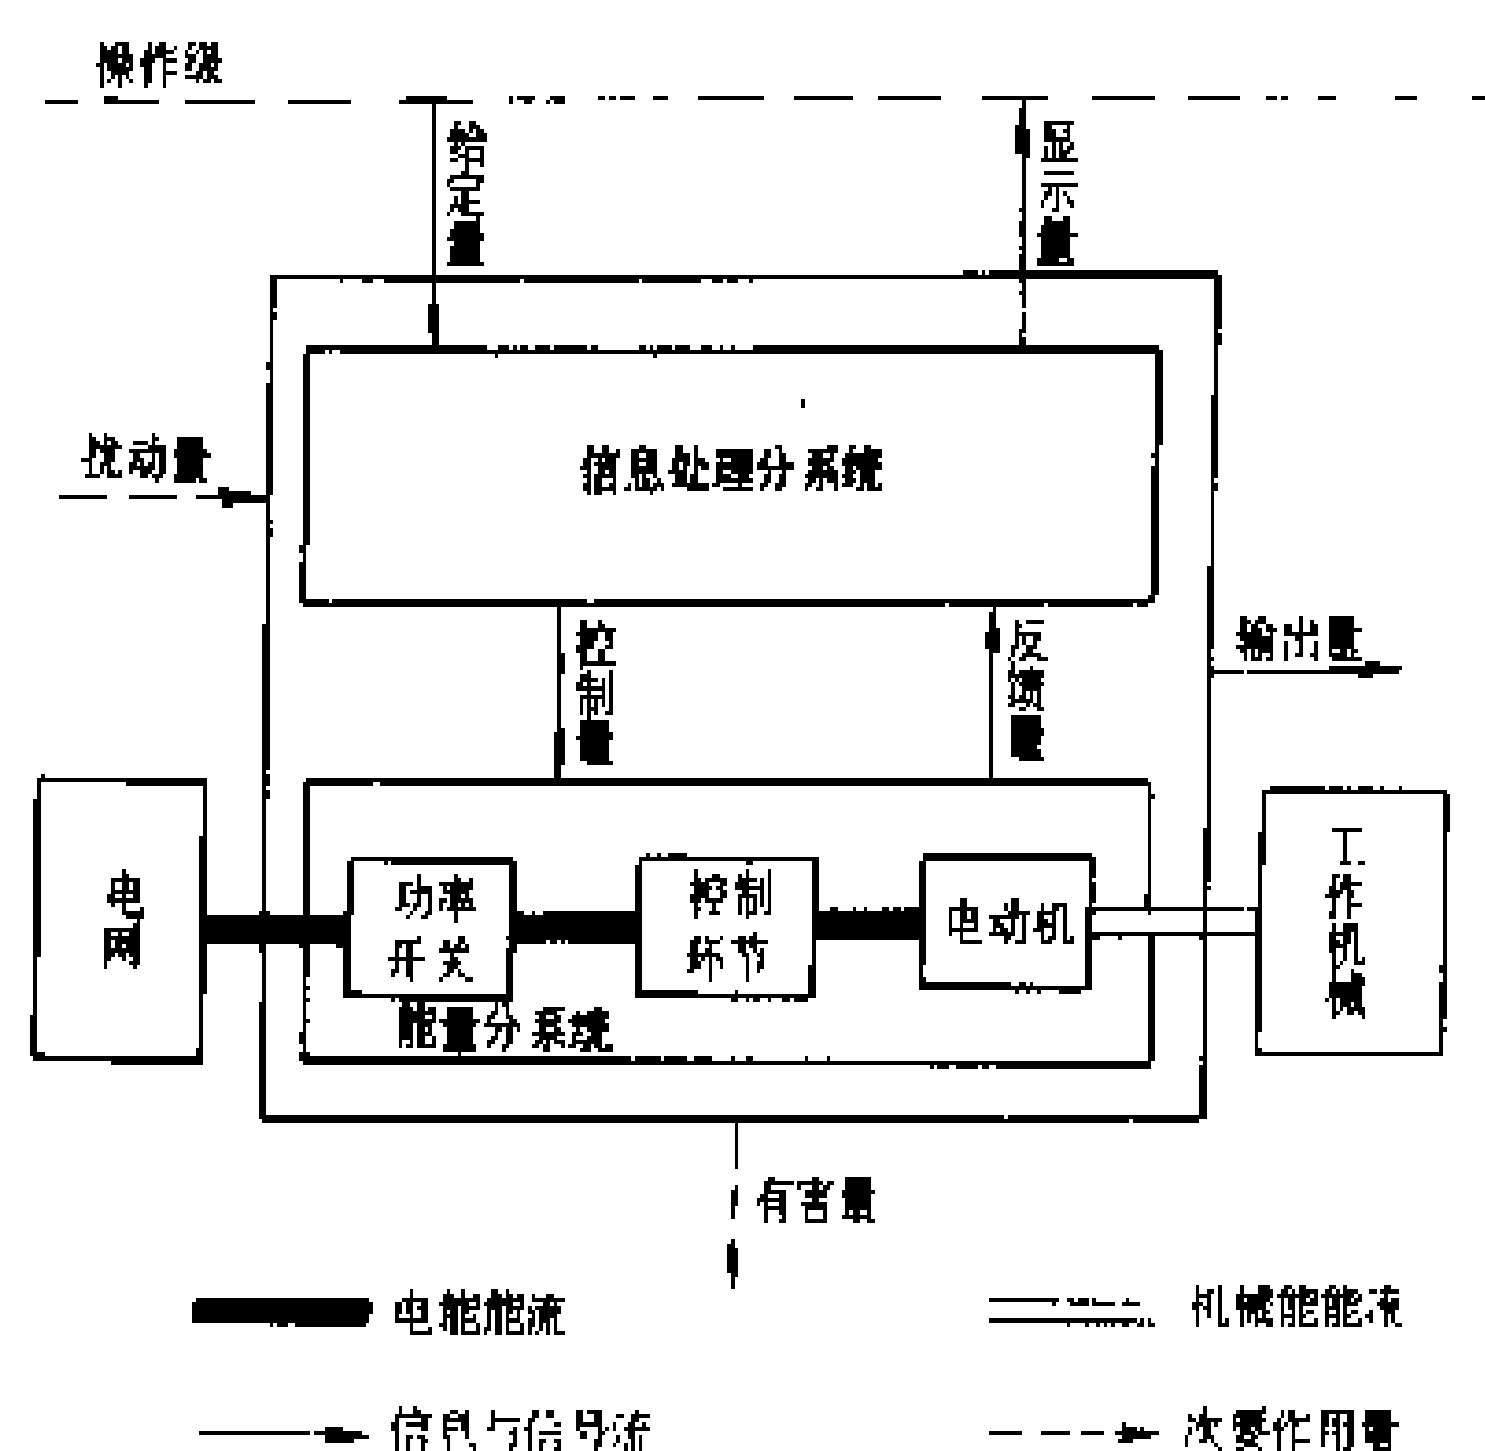 操作级
给定量
显示量
扰动量
信息处理分系统
控制量
反馈量
输出量
电网
功率
开关
控制
环节
电动机
工作机械
能量分系统
有害量
电能能流
机械能能流
信息与信号流
次要作用量